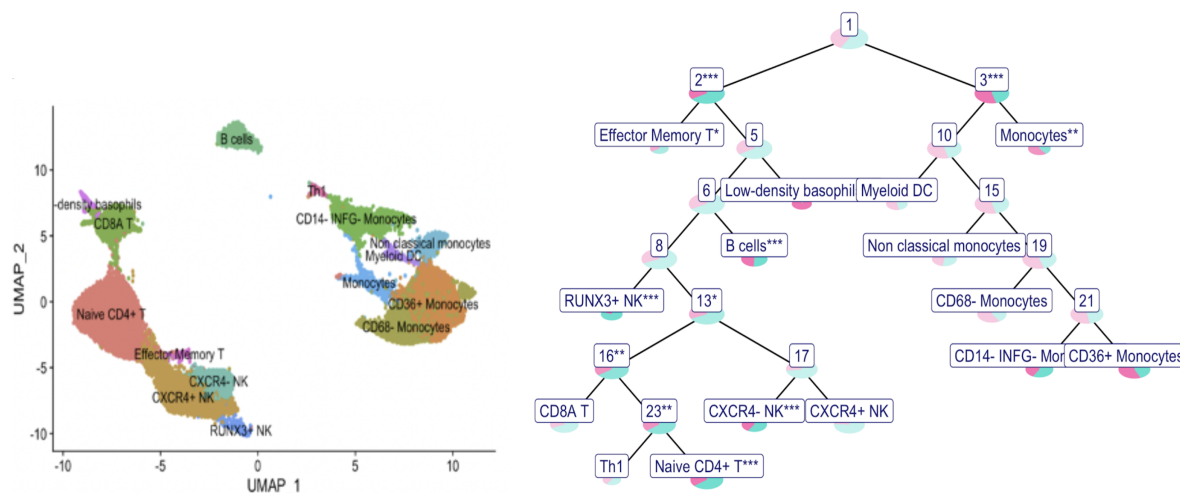 B cells
Th1
-density basophils
CD8A T
CD14- INFG- Monocytes
Non classical monocytes
Myeloid DC
Monocytes
Naive CD4+ T
CD36+ Monocytes
CD68- Monocytes
Effector Memory T
CXCR4- NK
CXCR4+ NK
RUNX3+ NK
10
5
0
-5
-10
UMAP_2
-10 -5 0 5 10
UMAP_1
1
2*** 3***
Effector Memory T* 5 10 Monocytes**
6 Low-density basophil Myeloid DC 15
8 B cells*** Non classical monocytes 19
RUNX3+ NK*** 13* CD68- Monocytes 21
16** 17 CD14- INFG- Mor CD36+ Monocytes
CD8A T 23** CXCR4- NK*** CXCR4+ NK
Th1 Naive CD4+ T***